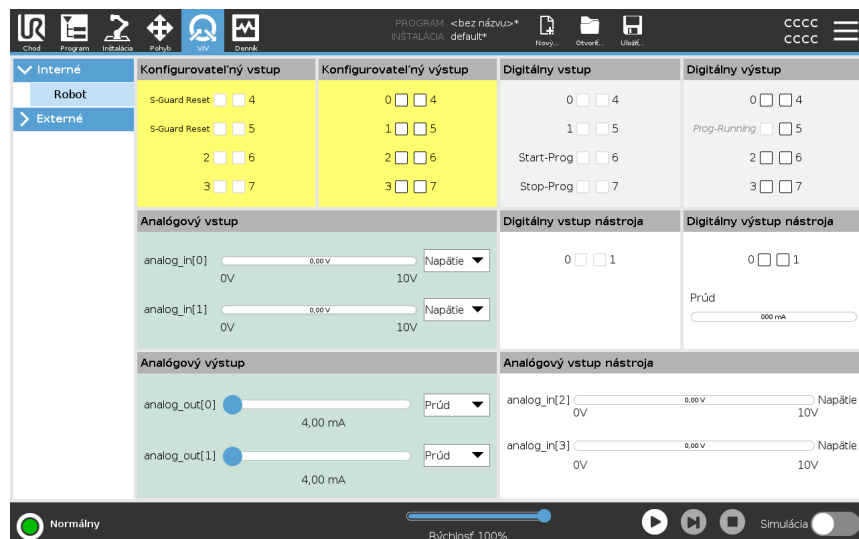 PROGRAM <bez názvu>*
INŠTALÁCIA default*
CCCC
CCCC
Chod Program Inštalácia Pohyb V/V Denník
Nový... Otvoriť... Uložiť...
Interné
Robot
Externé
Konfigurovateľný vstup
S-Guard Reset 4
S-Guard Reset 5
2 6
3 7
Konfigurovateľný výstup
0 4
1 5
2 6
3 7
Digitálny vstup
0 4
1 5
Start-Prog 6
Stop-Prog 7
Digitálny výstup
0 4
Prog-Running 5
2 6
3 7
Analógový vstup
analog_in[0] 0,00 V Napätie
0V 10V
analog_in[1] 0,00 V Napätie
0V 10V
Digitálny vstup nástroja
0 1
Digitálny výstup nástroja
0 1
Prúd
000 mA
Analógový výstup
analog_out[0] Prúd
4,00 mA
analog_out[1] Prúd
4,00 mA
Analógový vstup nástroja
analog_in[2] 0,00 V Napätie
0V 10V
analog_in[3] 0,00 V Napätie
0V 10V
Normálny
Rýchlosť 100%
Simulácia